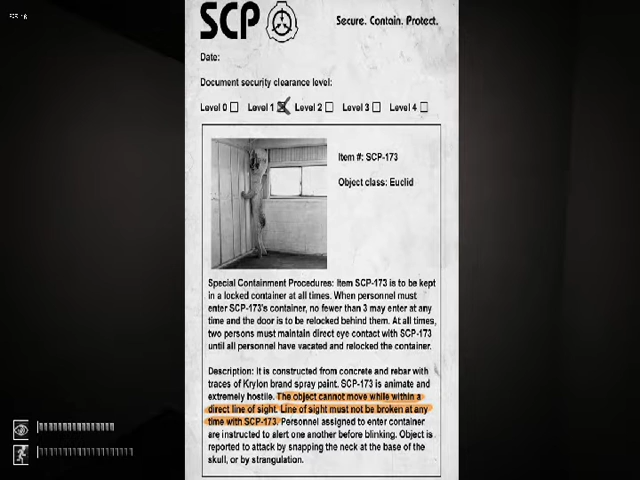 FPS: 16
SCP
Secure. Contain. Protect.
Date:
Document security clearance level:
Level 0 Level 1 Level 2 Level 3 Level 4
Item #: SCP-173
Object class: Euclid
Special Containment Procedures: Item SCP-173 is to be kept
in a locked container at all times. When personnel must
enter SCP-173's container, no fewer than 3 may enter at any
time and the door is to be relocked behind them. At all times,
two persons must maintain direct eye contact with SCP-173
until all personnel have vacated and relocked the container.
Description: It is constructed from concrete and rebar with
traces of Krylon brand spray paint. SCP-173 is animate and
extremely hostile. The object cannot move while within a
direct line of sight. Line of sight must not be broken at any
time with SCP-173. Personnel assigned to enter container
are instructed to alert one another before blinking. Object is
reported to attack by snapping the neck at the base of the
skull, or by strangulation.